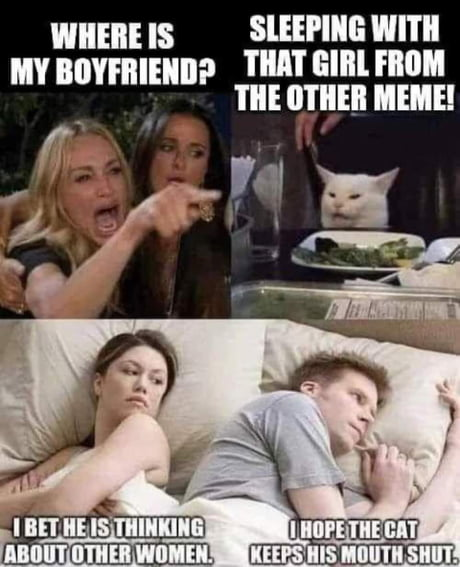 WHERE IS
MY BOYFRIEND?
SLEEPING WITH
THAT GIRL FROM
THE OTHER MEME!
I BET HE IS THINKING
ABOUT OTHER WOMEN.
I HOPE THE CAT
KEEPS HIS MOUTH SHUT.